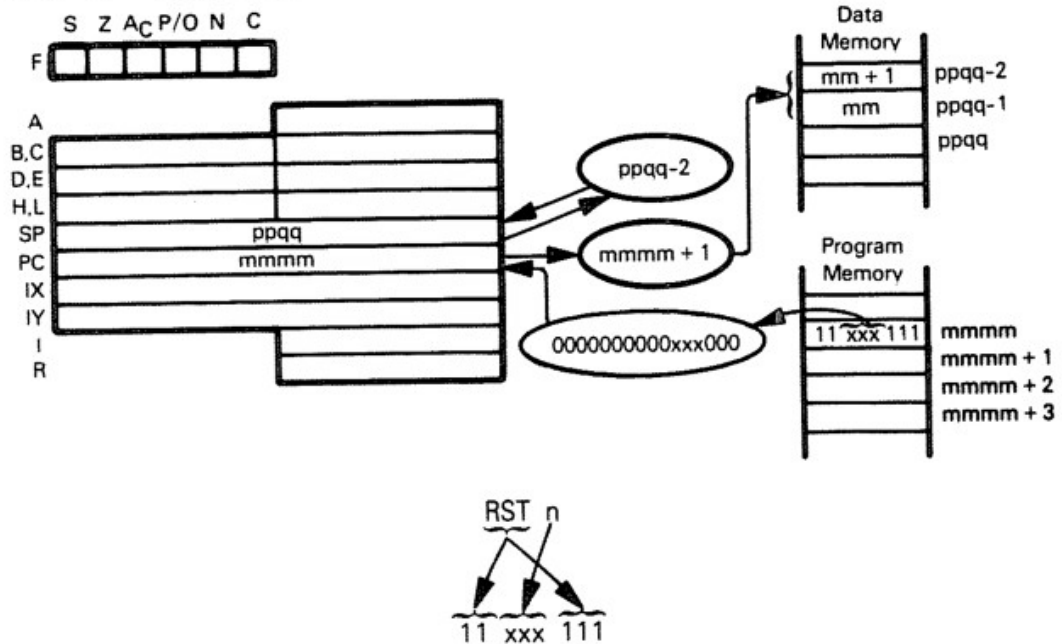 S Z AC P/O N C
F
A
B,C
D,E
H,L
SP
PC
IX
IY
I
R
ppqq
mmmm
ppqq-2
mmmm + 1
0000000000xxx000
Data
Memory
mm + 1 ppqq-2
mm ppqq-1
ppqq
Program
Memory
11 xxx 111 mmmm
mmmm + 1
mmmm + 2
mmmm + 3
RST n
11 xxx 111